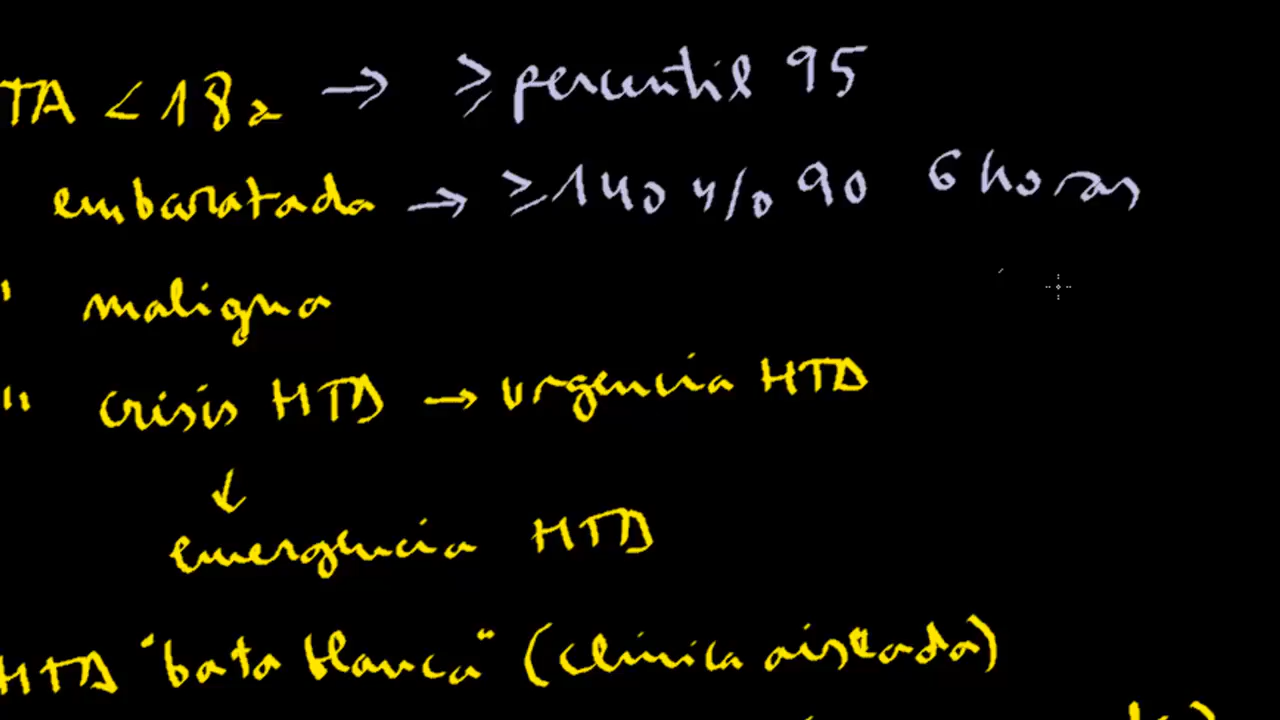 TA < 18a → ≥ percentil 95
embaratada → ≥ 140 y/o 90 6 horas
" maligna
" crisis HTA → urgencia HTA
↓
emergencia HTA
HTA "bata blanca" (clínica aislada)